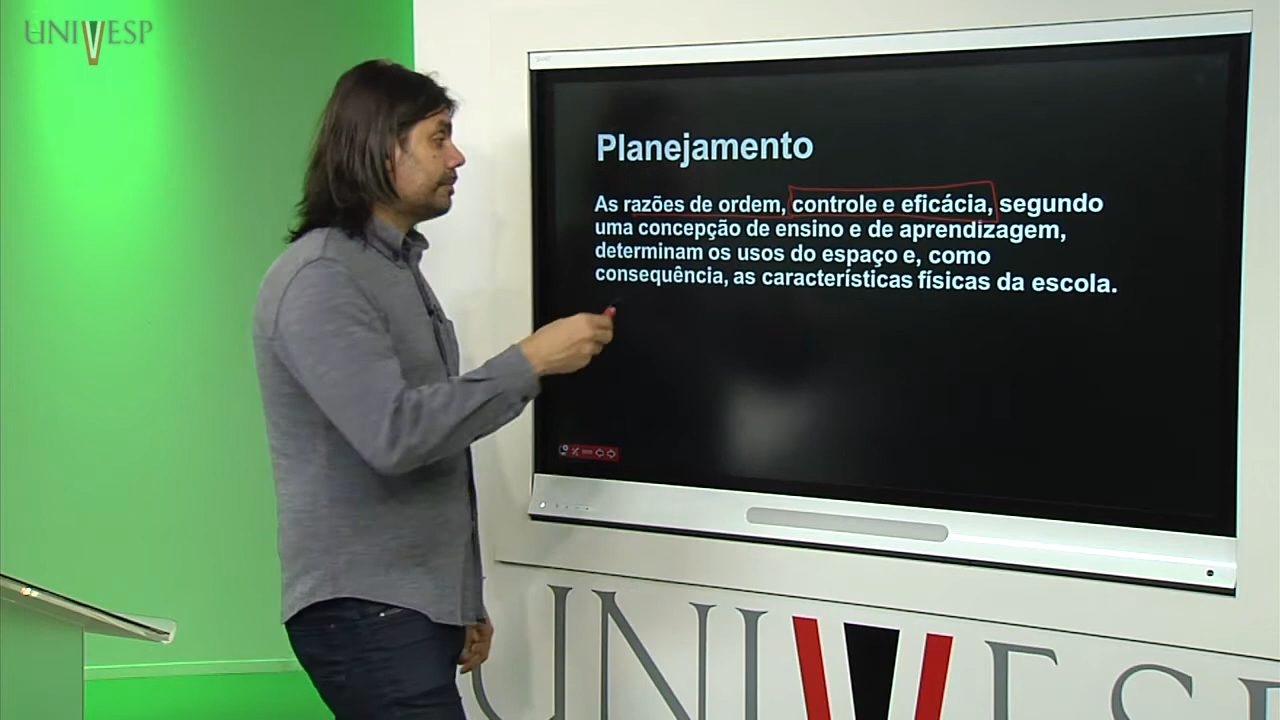 UNIVESP
Planejamento
As razões de ordem, controle e eficácia, segundo
uma concepção de ensino e de aprendizagem,
determinam os usos do espaço e, como
consequência, as características físicas da escola.
UNIVES